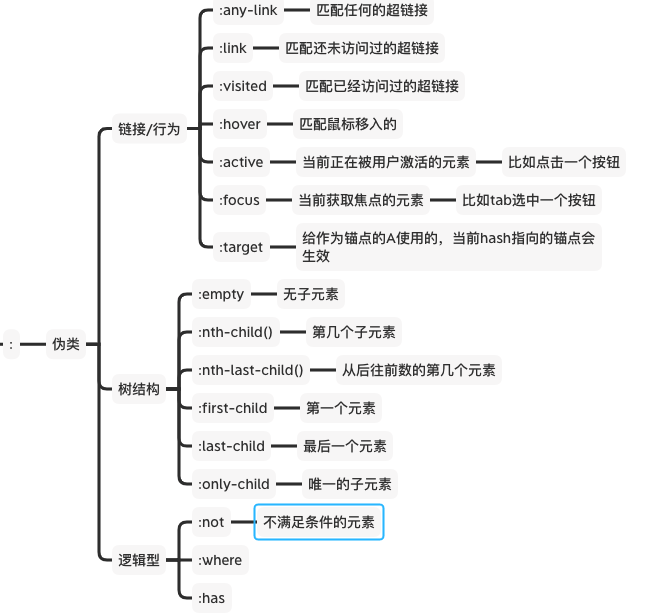 :any-link
匹配任何的超链接
:link
匹配还未访问过的超链接
:visited
匹配已经访问过的超链接
:hover
匹配鼠标移入的
链接/行为
:active
当前正在被用户激活的元素
比如点击一个按钮
:focus
当前获取焦点的元素
比如tab选中一个按钮
:target
给作为锚点的A使用的，当前hash指向的锚点会
生效
:empty
无子元素
:nth-child()
第几个子元素
:
伪类
:nth-last-child()
从后往前数的第几个元素
树结构
:first-child
第一个元素
:last-child
最后一个元素
:only-child
唯一的子元素
:not
不满足条件的元素
逻辑型
:where
:has